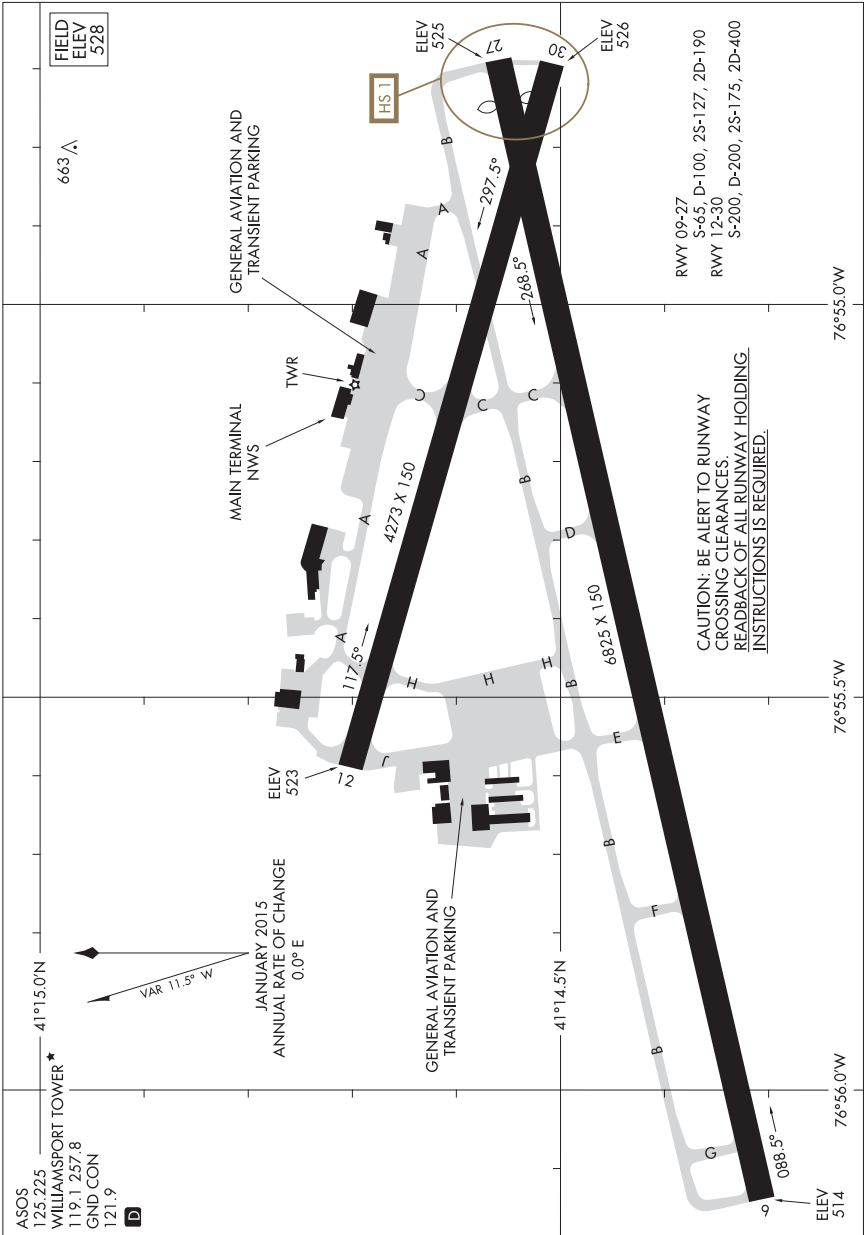 ASOS
125.225
WILLIAMSPORT TOWER ★
119.1 257.8
GND CON
121.9
D
FIELD
ELEV
528
663
41°15.0'N
VAR 11.5° W
JANUARY 2015
ANNUAL RATE OF CHANGE
0.0° E
GENERAL AVIATION AND
TRANSIENT PARKING
TWR
MAIN TERMINAL
NWS
HS 1
ELEV
525
27
30
ELEV
526
ELEV
523
12
117.5°
4273 X 150
297.5°
268.5°
A
A
A
A
B
C
C
C
H
H
H
J
B
B
D
E
B
F
B
G
GENERAL AVIATION AND
TRANSIENT PARKING
41°14.5'N
6825 X 150
088.5°
9
ELEV
514
RWY 09-27
S-65, D-100, 2S-127, 2D-190
RWY 12-30
S-200, D-200, 2S-175, 2D-400
CAUTION: BE ALERT TO RUNWAY
CROSSING CLEARANCES.
READBACK OF ALL RUNWAY HOLDING
INSTRUCTIONS IS REQUIRED.
76°56.0'W
76°55.5'W
76°55.0'W